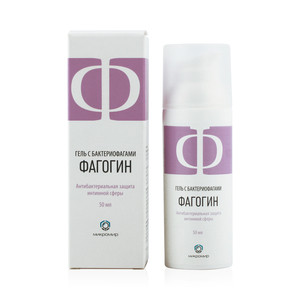 Ф
ГЕЛЬ С БАКТЕРИОФАГАМИ
ФАГОГИН
Антибактериальная защита
интимной сферы
50 мл
микромир
Ф
ГЕЛЬ С БАКТЕРИОФАГАМИ
ФАГОГИН
Антибактериальная защита
интимной сферы
50 мл
микромир